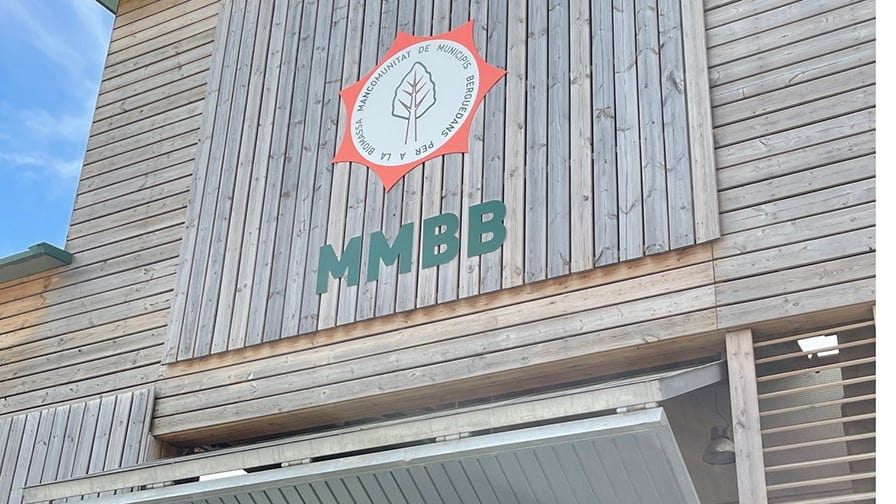 MANCOMUNITAT DE MUNICIPIS BERGUEDANS PER A LA BIOMASSA
MMBB